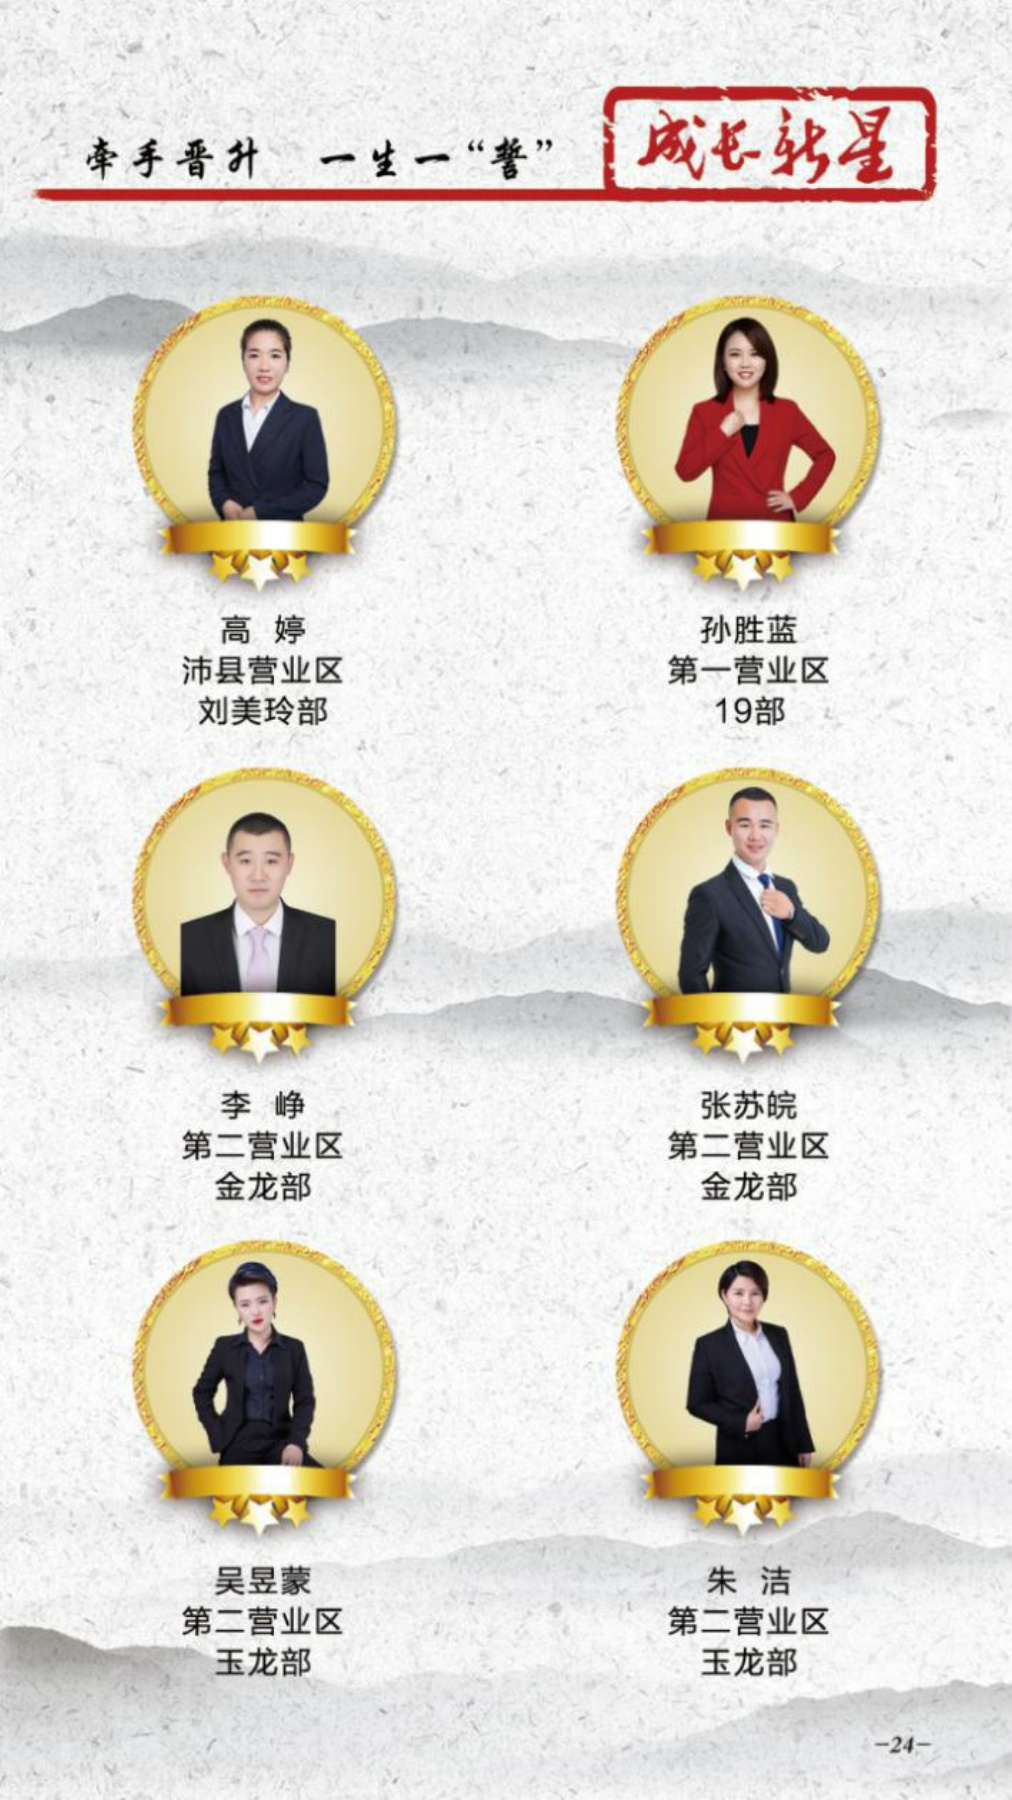 牵手晋升 一生一“誓”
成长新星
高 婷
沛县营业区
刘美玲部
孙胜蓝
第一营业区
19部
李 峥
第二营业区
金龙部
张苏皖
第二营业区
金龙部
吴昱蒙
第二营业区
玉龙部
朱 洁
第二营业区
玉龙部
-24-